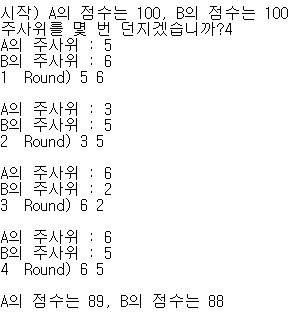 시작) A의 점수는 100, B의 점수는 100
주사위를 몇 번 던지겠습니까?4
A의 주사위 : 5
B의 주사위 : 6
1  Round) 5 6
A의 주사위 : 3
B의 주사위 : 5
2  Round) 3 5
A의 주사위 : 6
B의 주사위 : 2
3  Round) 6 2
A의 주사위 : 6
B의 주사위 : 5
4  Round) 6 5
A의 점수는 89, B의 점수는 88